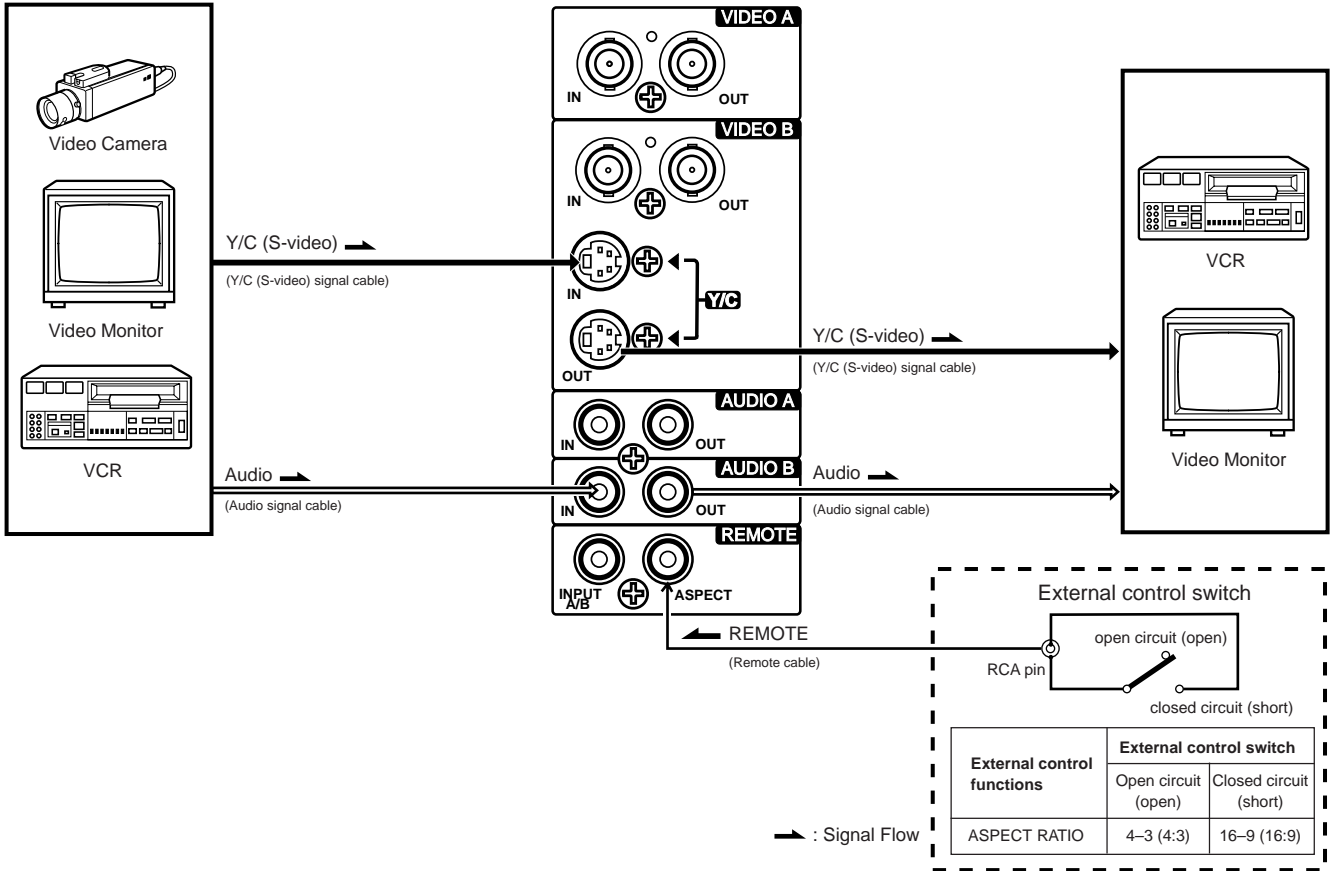 Video Camera
Video Monitor
VCR
Y/C (S-video)
(Y/C (S-video) signal cable)
Audio
(Audio signal cable)
VIDEO A
IN
OUT
VIDEO B
IN
OUT
IN
Y/C
OUT
AUDIO A
IN
OUT
AUDIO B
IN
OUT
REMOTE
INPUT
A/B
ASPECT
Y/C (S-video)
(Y/C (S-video) signal cable)
Audio
(Audio signal cable)
VCR
Video Monitor
REMOTE
(Remote cable)
External control switch
open circuit (open)
RCA pin
closed circuit (short)
External control functions
External control switch
Open circuit (open)
Closed circuit (short)
ASPECT RATIO
4–3 (4:3)
16–9 (16:9)
: Signal Flow